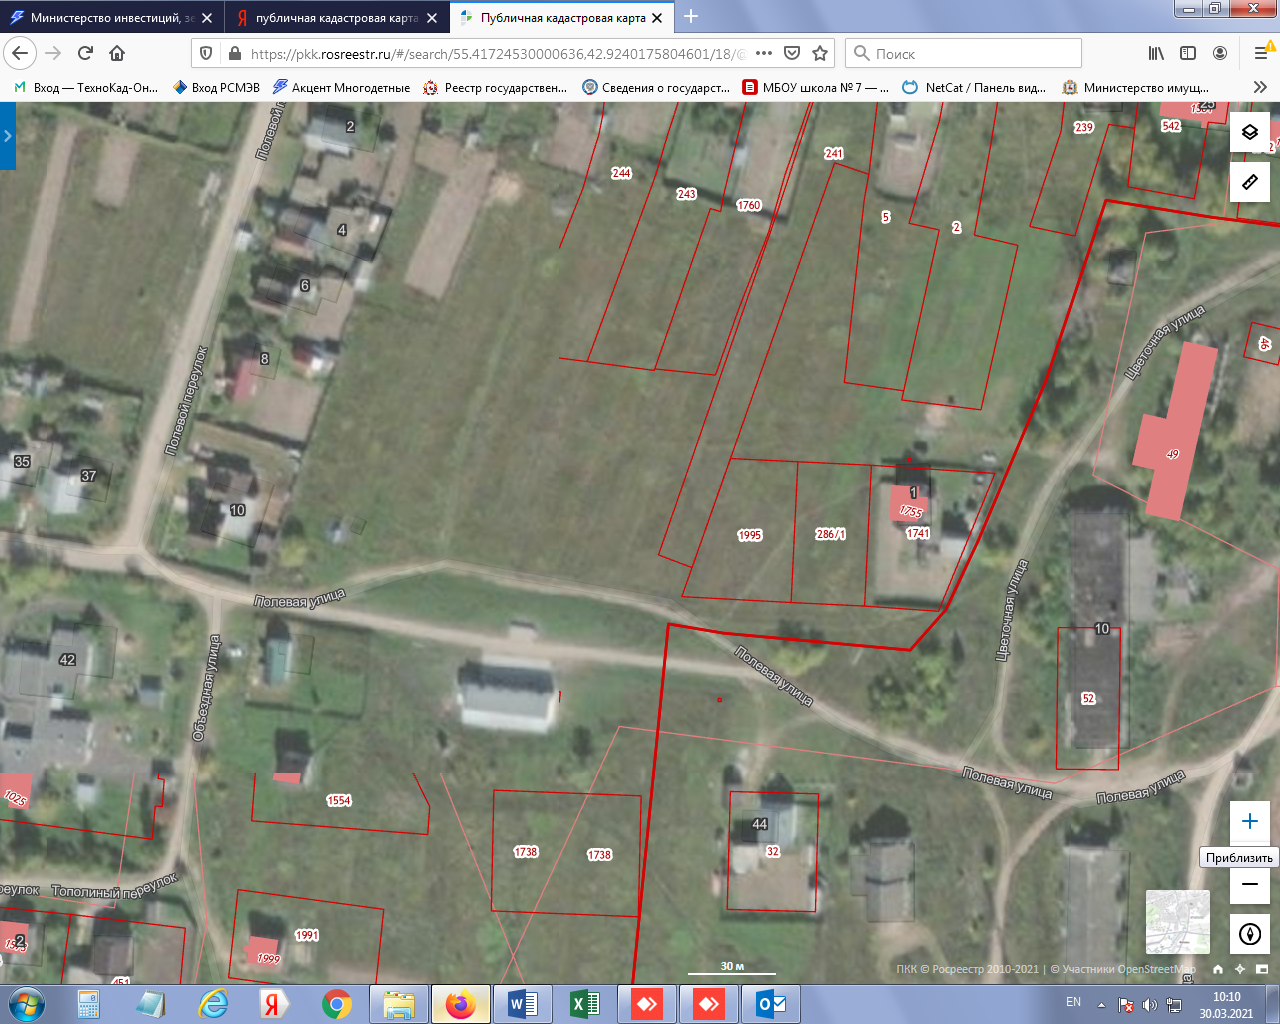 Министерство инвестиций, зе
публичная кадастровая карта
Публичная кадастровая карта
https://pkk.rosreestr.ru/#/search/55.41724530000636,42.9240175804601/18/@
Поиск
Вход — ТехноКад-Он...
Вход РСМЭВ
Акцент Многодетные
Реестр государствен...
Сведения о государст...
МБОУ школа № 7 — ...
NetCat / Панель вид...
Министерство имущ...
2
239
542
25
241
244
243
1760
5
2
4
6
8
Полевой переулок
Цветочная улица
46
49
35
37
10
1
1755
1995
286/1
1741
Полевая улица
Цветочная улица
10
42
Объездная улица
Полевая улица
52
Полевая улица
Полевая улица
1025
1554
44
1738
1738
32
Приблизить
Тополиный переулок
1991
1999
2
451
30 м
ПКК © Росреестр 2010-2021 | © Участники OpenStreetMap
EN
10:10
30.03.2021